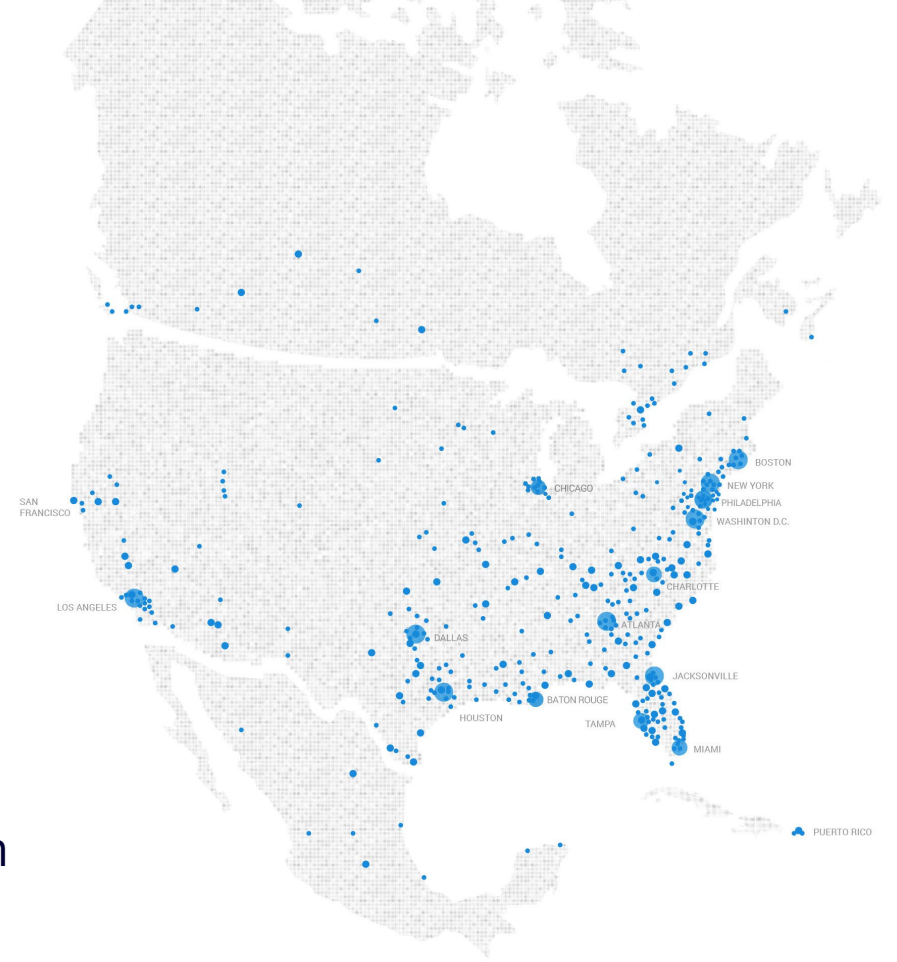 BOSTON
NEW YORK
CHICAGO
PHILADELPHIA
SAN
FRANCISCO
WASHINTON D.C.
CHARLOTTE
LOS ANGELES
ATLANTA
DALLAS
JACKSONVILLE
BATON ROUGE
HOUSTON
TAMPA
MIAMI
PUERTO RICO
n